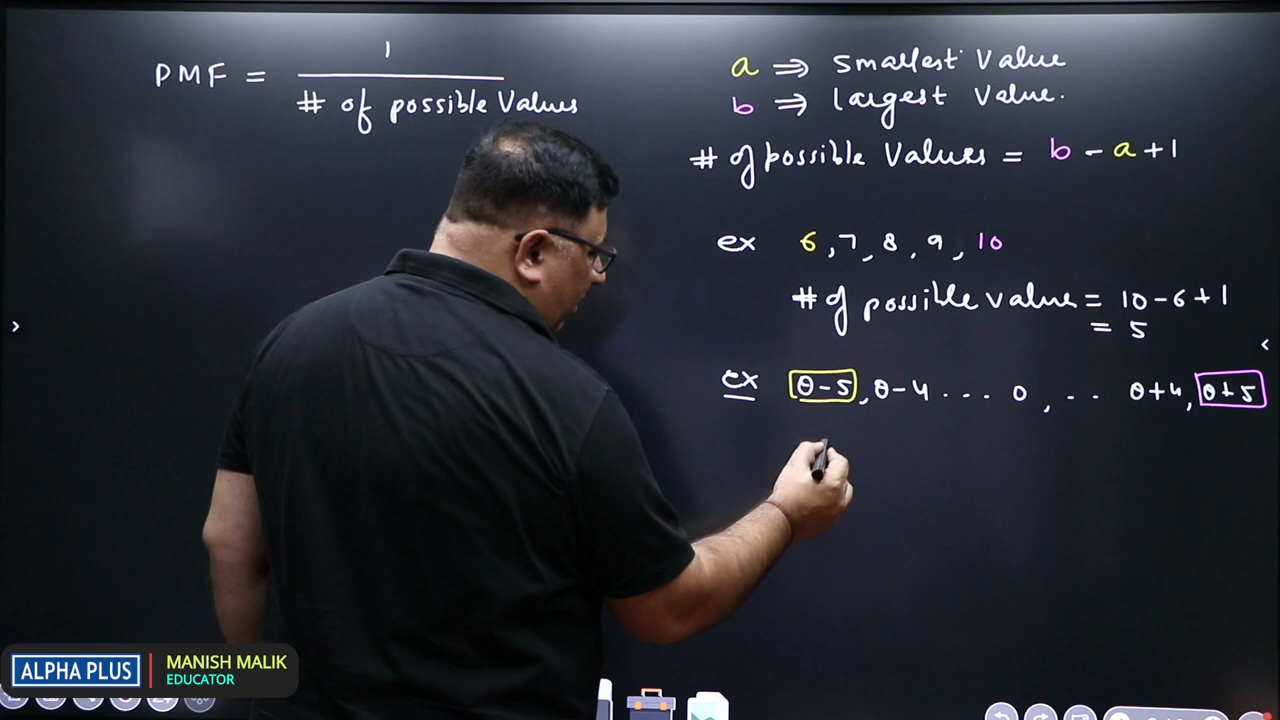 PMF = 1
# of possible Values
a ⇒ smallest Value
b ⇒ largest Value.
# of possible Values = b - a + 1
ex 6, 7, 8, 9, 10
# of possible value = 10 - 6 + 1
= 5
ex θ-5, θ-4 ... θ, .. θ+4, θ+5
ALPHA PLUS
MANISH MALIK
EDUCATOR